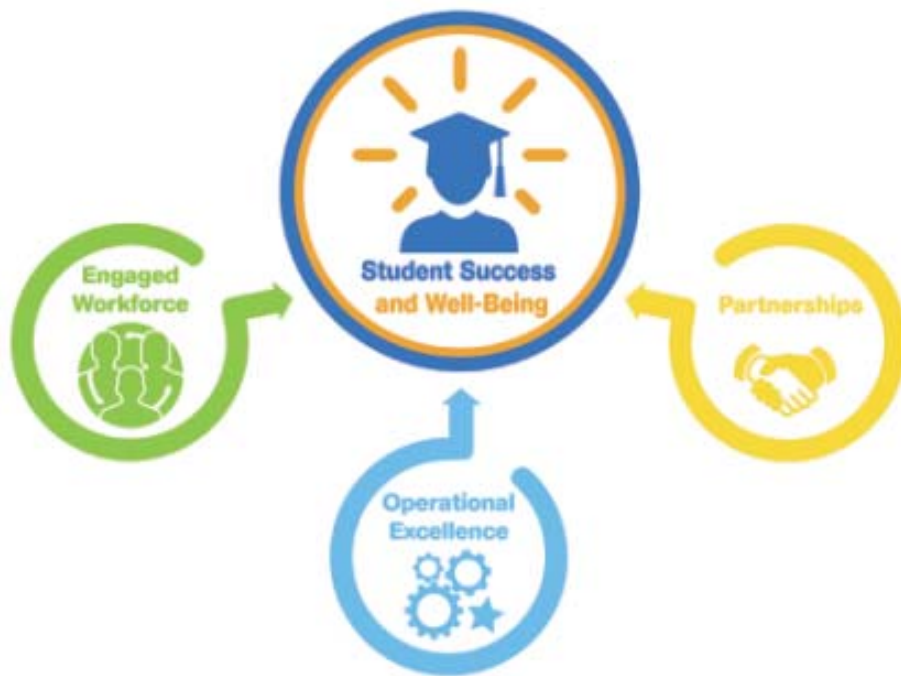 Student Success
and Well-Being
Engaged
Workforce
Partnerships
Operational
Excellence